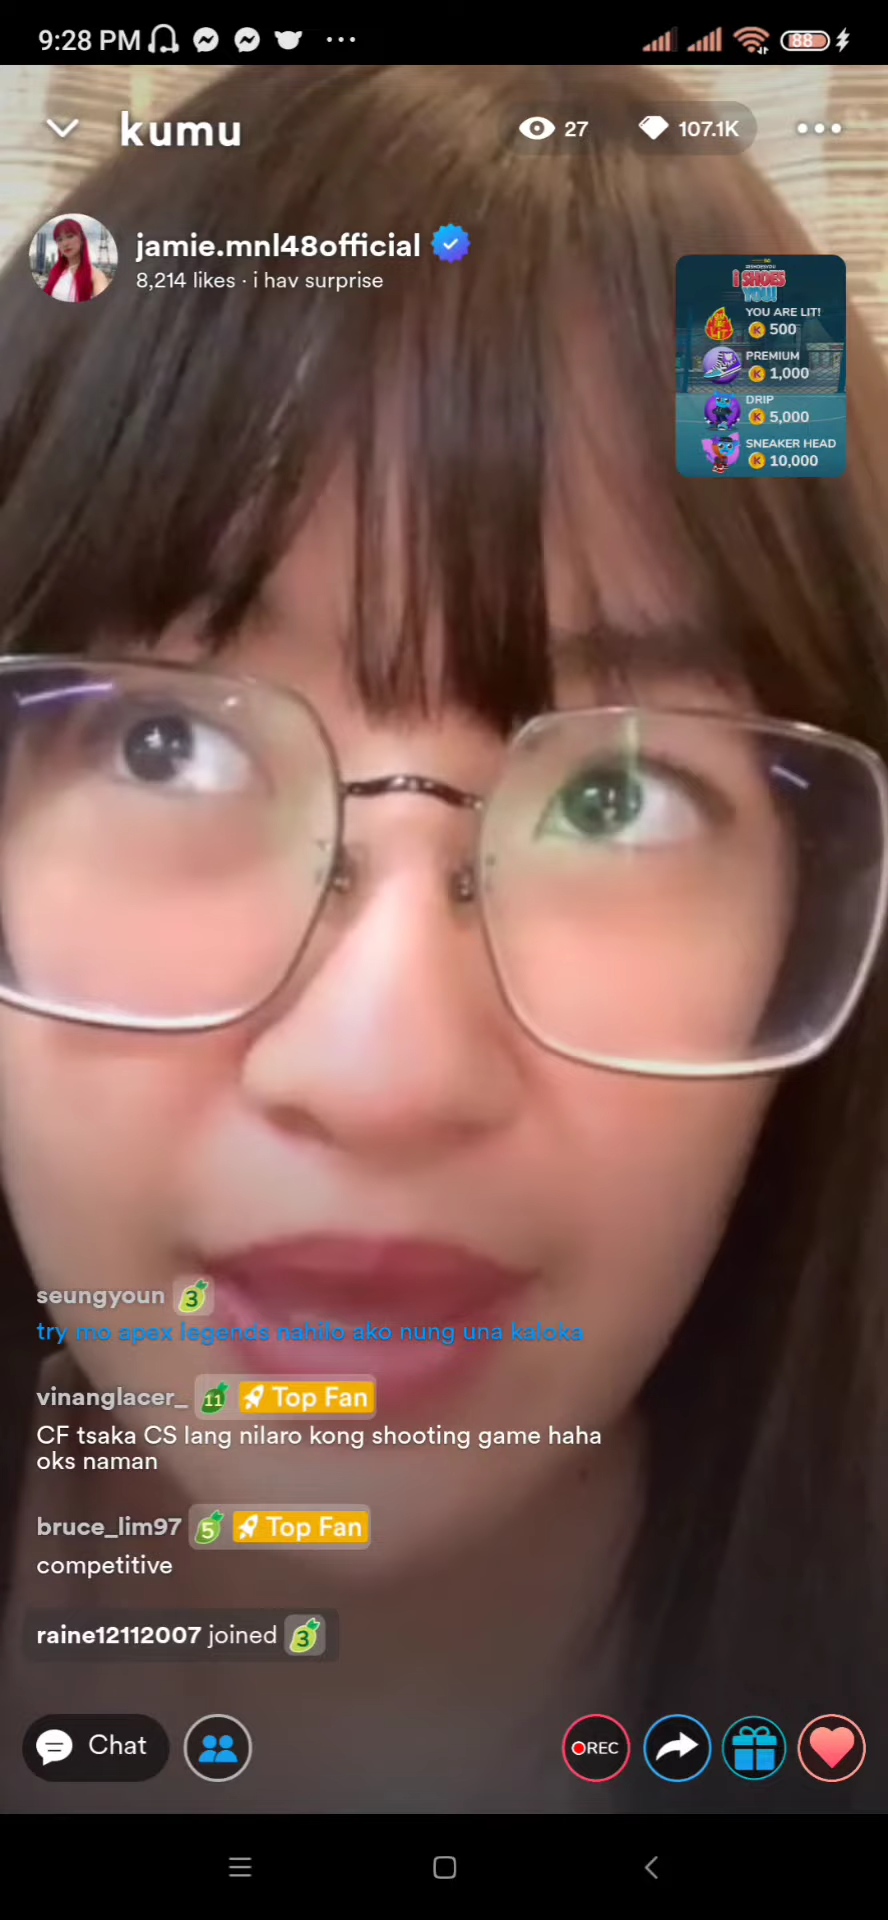 9:28 PM
88
kumu
27
107.1K
jamie.mnl48official
8,214 likes · i hav surprise
I SHOES
YOU!
YOU ARE LIT!
500
PREMIUM
1,000
DRIP
5,000
SNEAKER HEAD
10,000
seungyoun 3
try mo apex legends nahilo ako nung una kaloka
vinanglacer_ 11 Top Fan
CF tsaka CS lang nilaro kong shooting game haha
oks naman
bruce_lim97 5 Top Fan
competitive
raine12112007 joined 3
Chat
REC